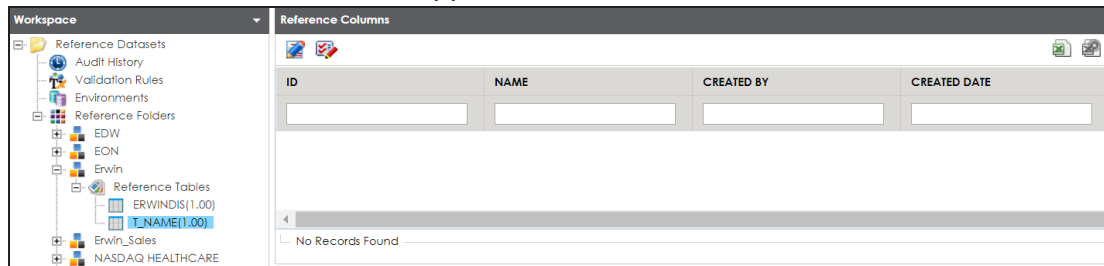 Workspace
Reference Datasets
Audit History
Validation Rules
Environments
Reference Folders
EDW
EON
Erwin
Reference Tables
ERWINDIS(1.00)
T_NAME(1.00)
Erwin_Sales
NASDAQ HEALTHCARE
Reference Columns
ID NAME CREATED BY CREATED DATE
No Records Found